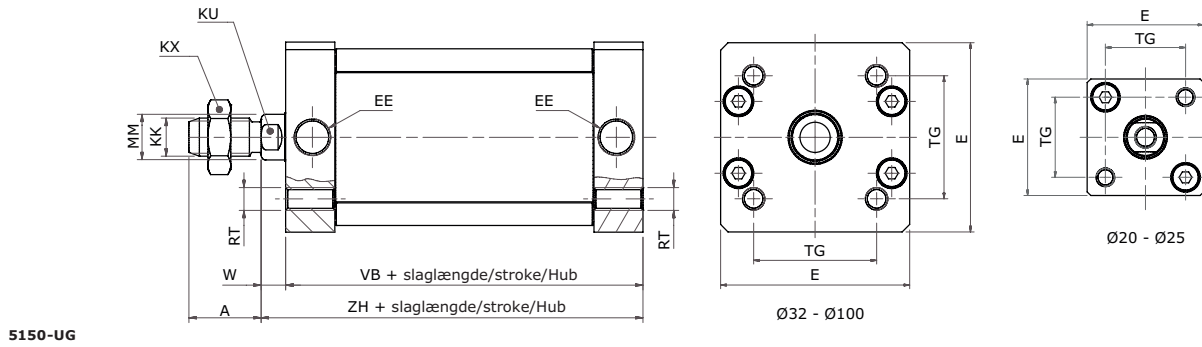 KU
KX
EE
EE
MM
KK
RT
RT
W
VB + slaglængde/stroke/Hub
A
ZH + slaglængde/stroke/Hub
TG
E
TG
E
Ø32 - Ø100
E
TG
E
TG
Ø20 - Ø25
5150-UG